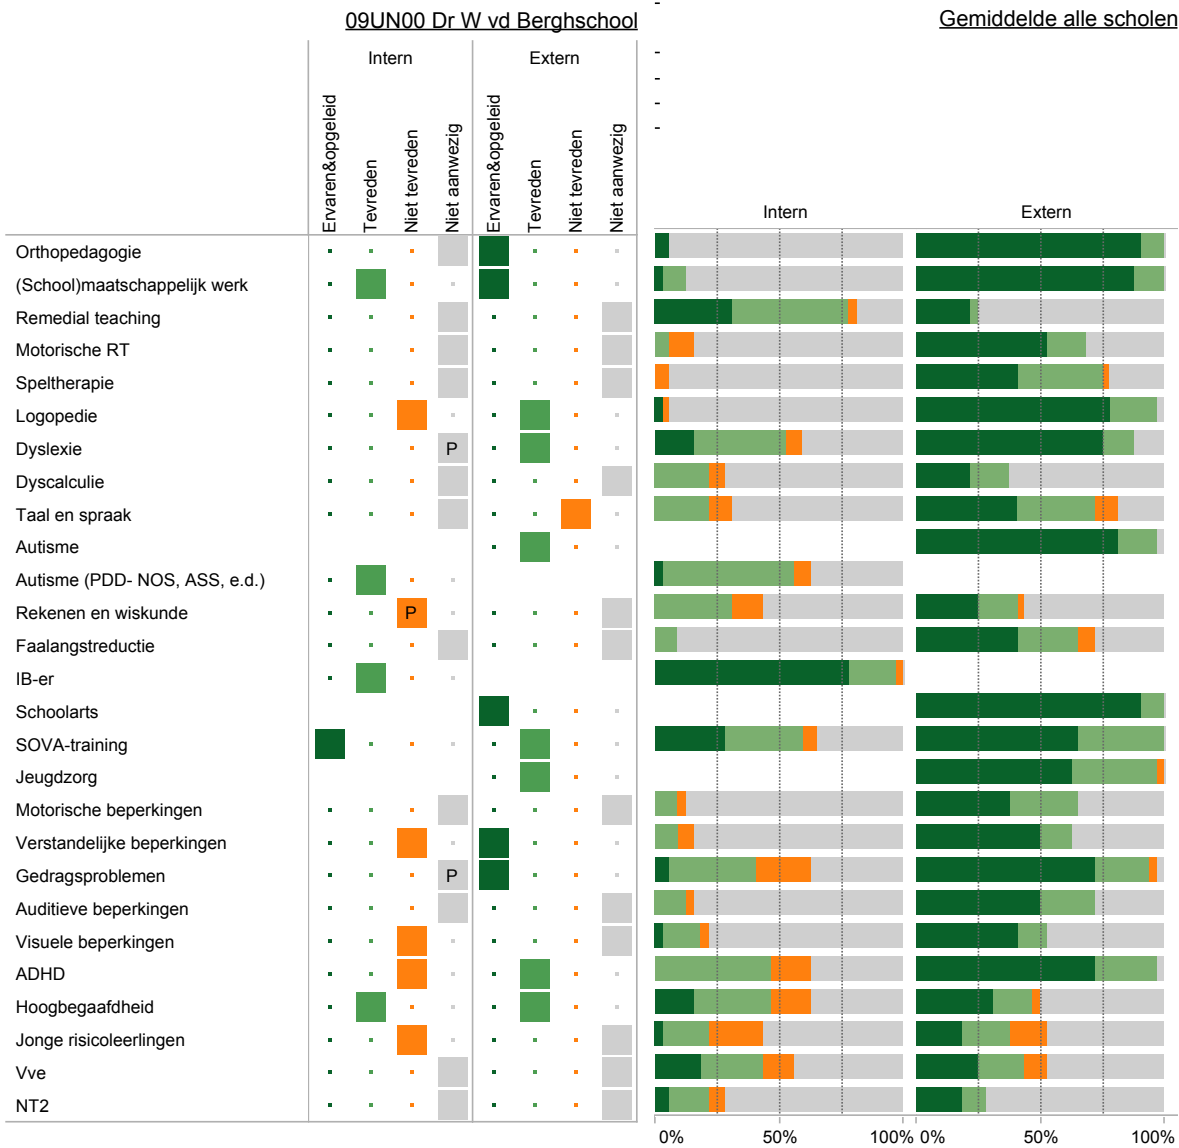 09UN00 Dr W vd Berghschool
Gemiddelde alle scholen
-
-
-
-
-
Intern
Extern
Ervaren&opgeleid
Tevreden
Niet tevreden
Niet aanwezig
Ervaren&opgeleid
Tevreden
Niet tevreden
Niet aanwezig
Intern
Extern
Orthopedagogie
(School)maatschappelijk werk
Remedial teaching
Motorische RT
Speltherapie
Logopedie
Dyslexie P
Dyscalculie
Taal en spraak
Autisme
Autisme (PDD- NOS, ASS, e.d.)
Rekenen en wiskunde P
Faalangstreductie
IB-er
Schoolarts
SOVA-training
Jeugdzorg
Motorische beperkingen
Verstandelijke beperkingen
Gedragsproblemen P
Auditieve beperkingen
Visuele beperkingen
ADHD
Hoogbegaafdheid
Jonge risicoleerlingen
Vve
NT2
0% 50% 100% 0% 50% 100%